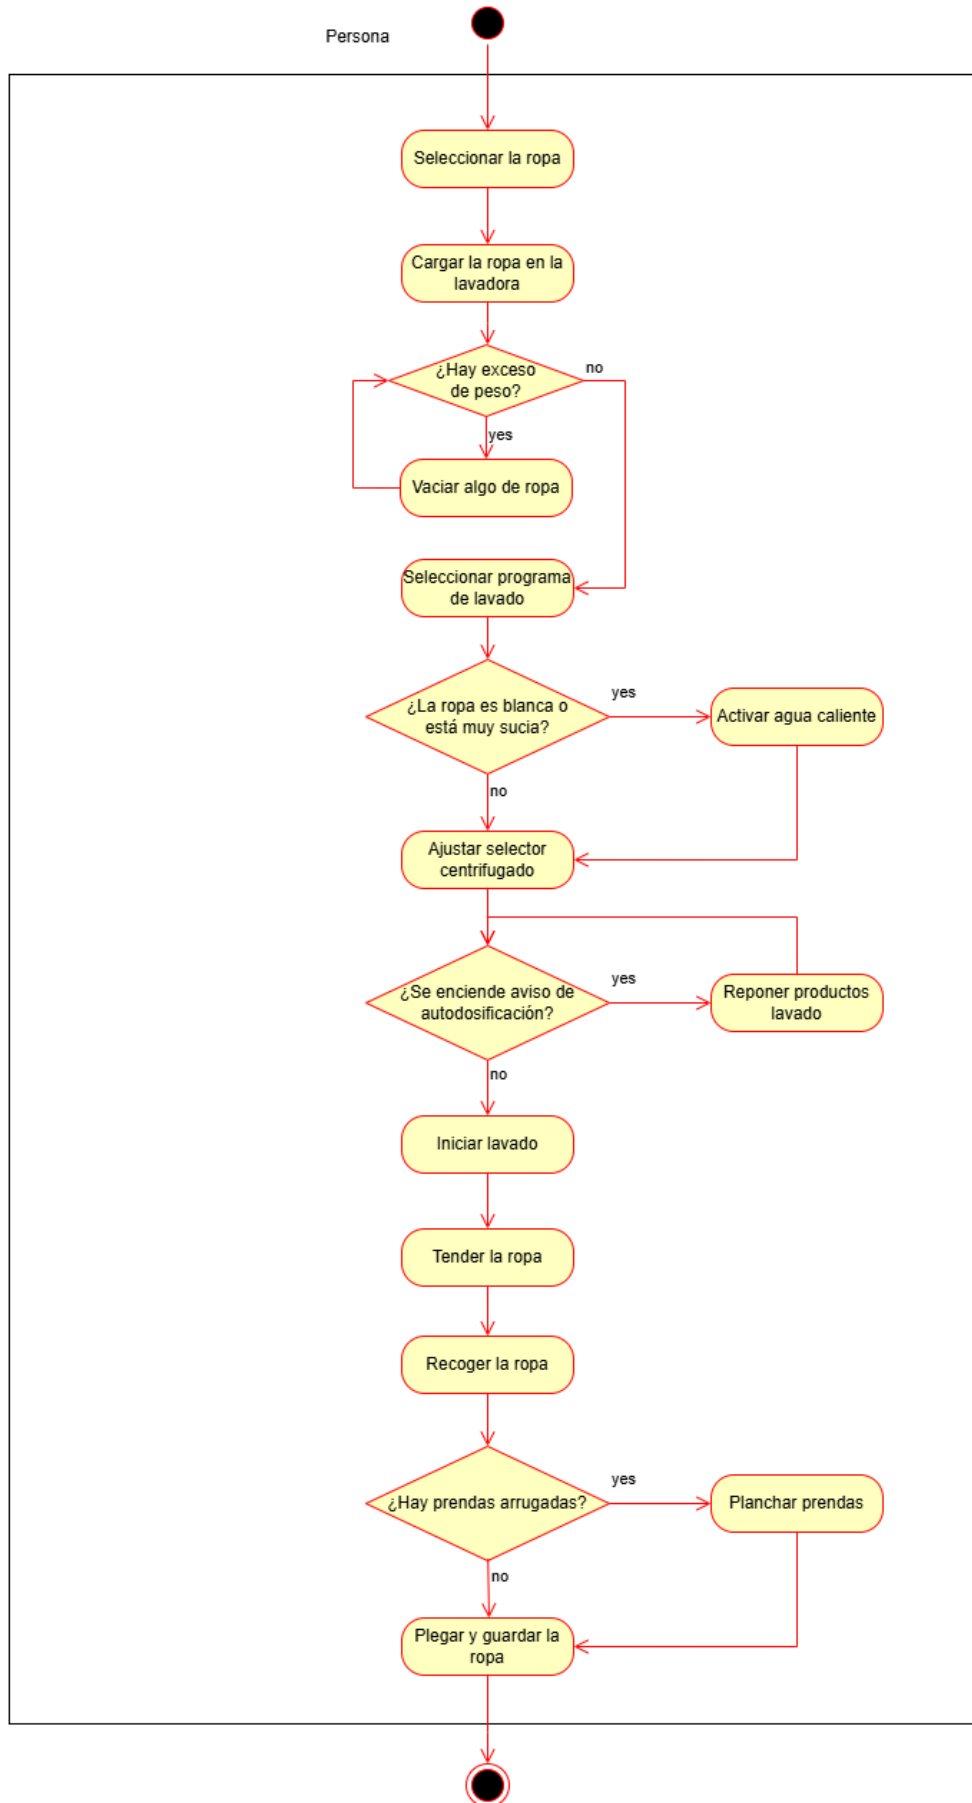 Persona
Seleccionar la ropa
Cargar la ropa en la
lavadora
¿Hay exceso
de peso?
no
yes
Vaciar algo de ropa
Seleccionar programa
de lavado
¿La ropa es blanca o
está muy sucia?
yes
Activar agua caliente
no
Ajustar selector
centrifugado
¿Se enciende aviso de
autodosificación?
yes
Reponer productos
lavado
no
Iniciar lavado
Tender la ropa
Recoger la ropa
¿Hay prendas arrugadas?
yes
Planchar prendas
no
Plegar y guardar la
ropa